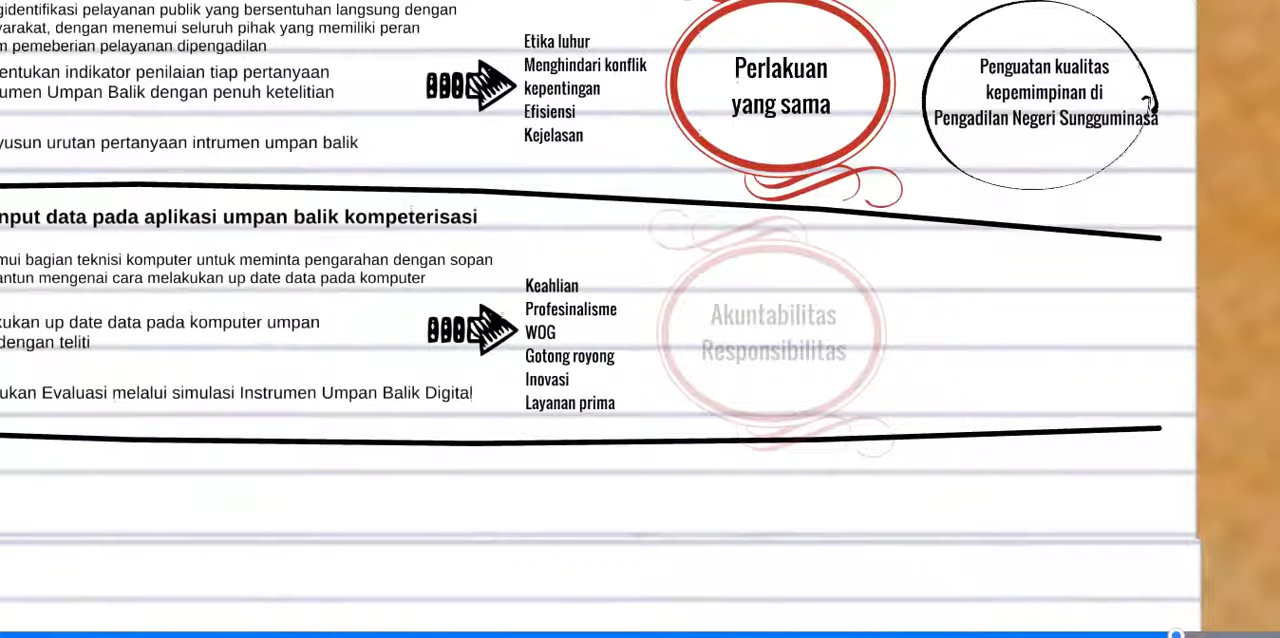 gidentifikasi pelayanan publik yang bersentuhan langsung dengan
yarakat, dengan menemui seluruh pihak yang memiliki peran
m pemeberian pelayanan dipengadilan
entukan indikator penilaian tiap pertanyaan
umen Umpan Balik dengan penuh ketelitian
yusun urutan pertanyaan intrumen umpan balik
Etika luhur
Menghindari konflik
kepentingan
Efisiensi
Kejelasan
Perlakuan
yang sama
Penguatan kualitas
kepemimpinan di
Pengadilan Negeri Sungguminasa
nput data pada aplikasi umpan balik kompeterisasi
mui bagian teknisi komputer untuk meminta pengarahan dengan sopan
antun mengenai cara melakukan up date data pada komputer
kukan up date data pada komputer umpan
dengan teliti
ukan Evaluasi melalui simulasi Instrumen Umpan Balik Digital
Keahlian
Profesinalisme
WOG
Gotong royong
Inovasi
Layanan prima
Akuntabilitas
Responsibilitas